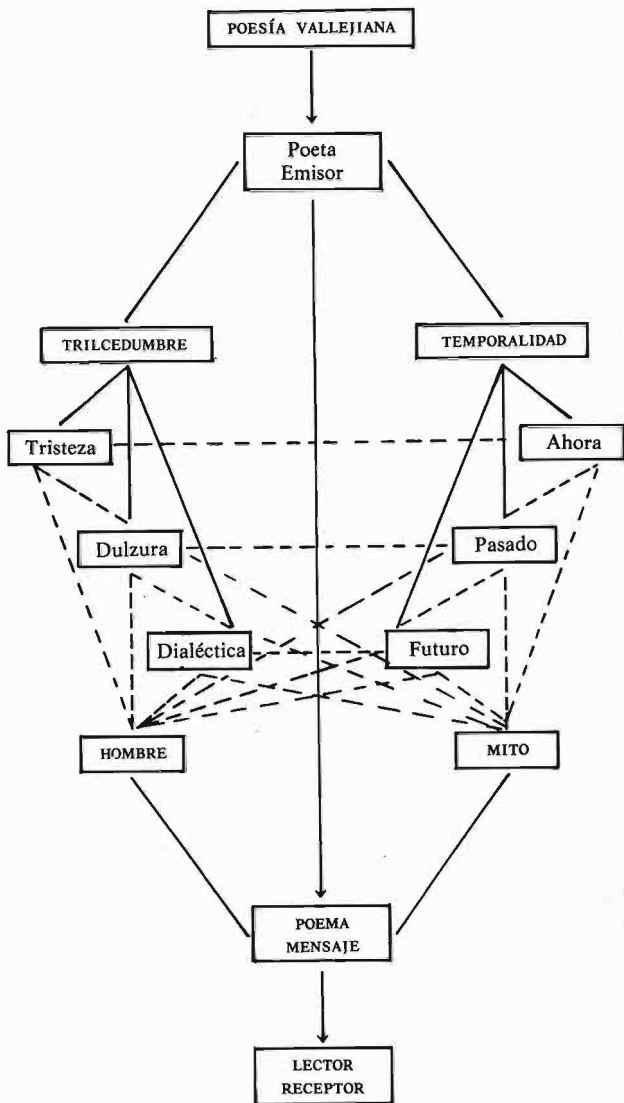 POESÍA VALLEJIANA
Poeta
Emisor
TRILCEDUMBRE
TEMPORALIDAD
Tristeza
Ahora
Dulzura
Pasado
Dialéctica
Futuro
HOMBRE
MITO
POEMA
MENSAJE
LECTOR
RECEPTOR